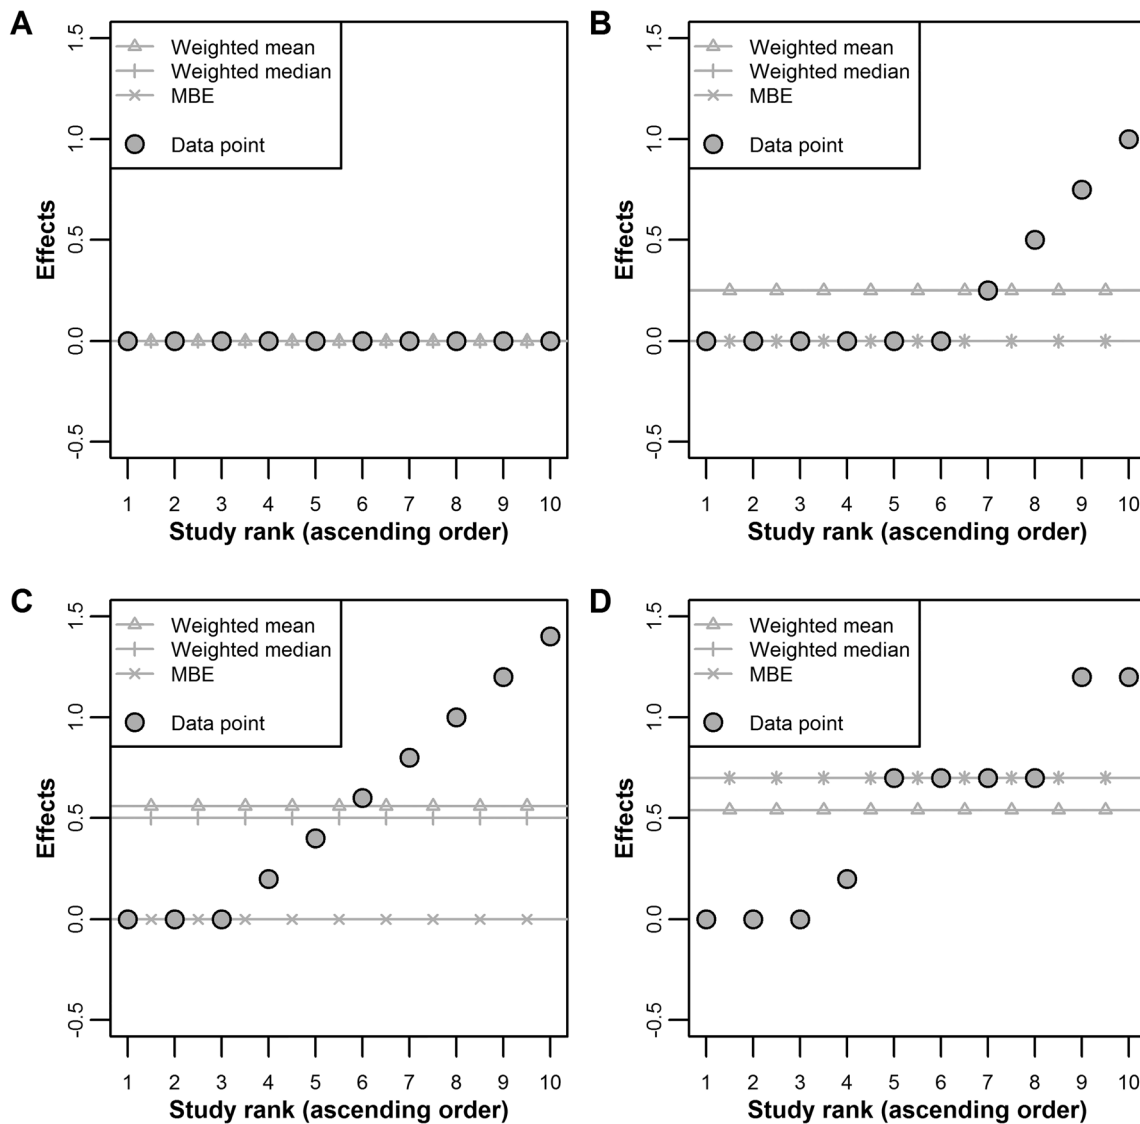 A
Weighted mean
Weighted median
MBE
Data point
Effects
1.5
1.0
0.5
0.0
-0.5
1 2 3 4 5 6 7 8 9 10
Study rank (ascending order)
B
Weighted mean
Weighted median
MBE
Data point
Effects
1.5
1.0
0.5
0.0
-0.5
1 2 3 4 5 6 7 8 9 10
Study rank (ascending order)
C
Weighted mean
Weighted median
MBE
Data point
Effects
1.5
1.0
0.5
0.0
-0.5
1 2 3 4 5 6 7 8 9 10
Study rank (ascending order)
D
Weighted mean
Weighted median
MBE
Data point
Effects
1.5
1.0
0.5
0.0
-0.5
1 2 3 4 5 6 7 8 9 10
Study rank (ascending order)